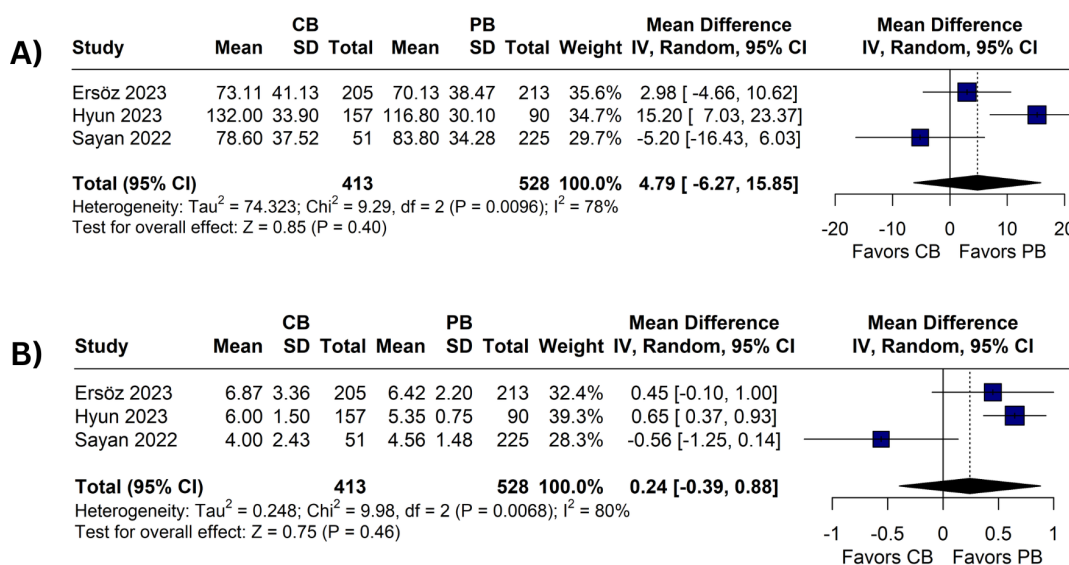 A)
CB PB Mean Difference Mean Difference
Study Mean SD Total Mean SD Total Weight IV, Random, 95% CI IV, Random, 95% CI
Ersöz 2023 73.11 41.13 205 70.13 38.47 213 35.6% 2.98 [ -4.66, 10.62]
Hyun 2023 132.00 33.90 157 116.80 30.10 90 34.7% 15.20 [ 7.03, 23.37]
Sayan 2022 78.60 37.52 51 83.80 34.28 225 29.7% -5.20 [-16.43, 6.03]
Total (95% CI) 413 528 100.0% 4.79 [ -6.27, 15.85]
Heterogeneity: Tau² = 74.323; Chi² = 9.29, df = 2 (P = 0.0096); I² = 78%
Test for overall effect: Z = 0.85 (P = 0.40)
-20 -10 0 10 20
Favors CB Favors PB
B)
CB PB Mean Difference Mean Difference
Study Mean SD Total Mean SD Total Weight IV, Random, 95% CI IV, Random, 95% CI
Ersöz 2023 6.87 3.36 205 6.42 2.20 213 32.4% 0.45 [-0.10, 1.00]
Hyun 2023 6.00 1.50 157 5.35 0.75 90 39.3% 0.65 [0.37, 0.93]
Sayan 2022 4.00 2.43 51 4.56 1.48 225 28.3% -0.56 [-1.25, 0.14]
Total (95% CI) 413 528 100.0% 0.24 [-0.39, 0.88]
Heterogeneity: Tau² = 0.248; Chi² = 9.98, df = 2 (P = 0.0068); I² = 80%
Test for overall effect: Z = 0.75 (P = 0.46)
-1 -0.5 0 0.5 1
Favors CB Favors PB